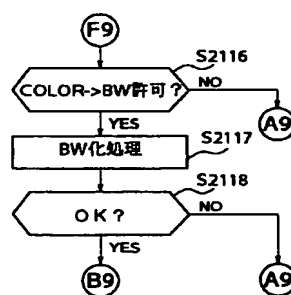 F9
S2116
COLOR->BW許可？
NO
YES
A9
S2117
BW化処理
S2118
OK？
NO
YES
B9
A9